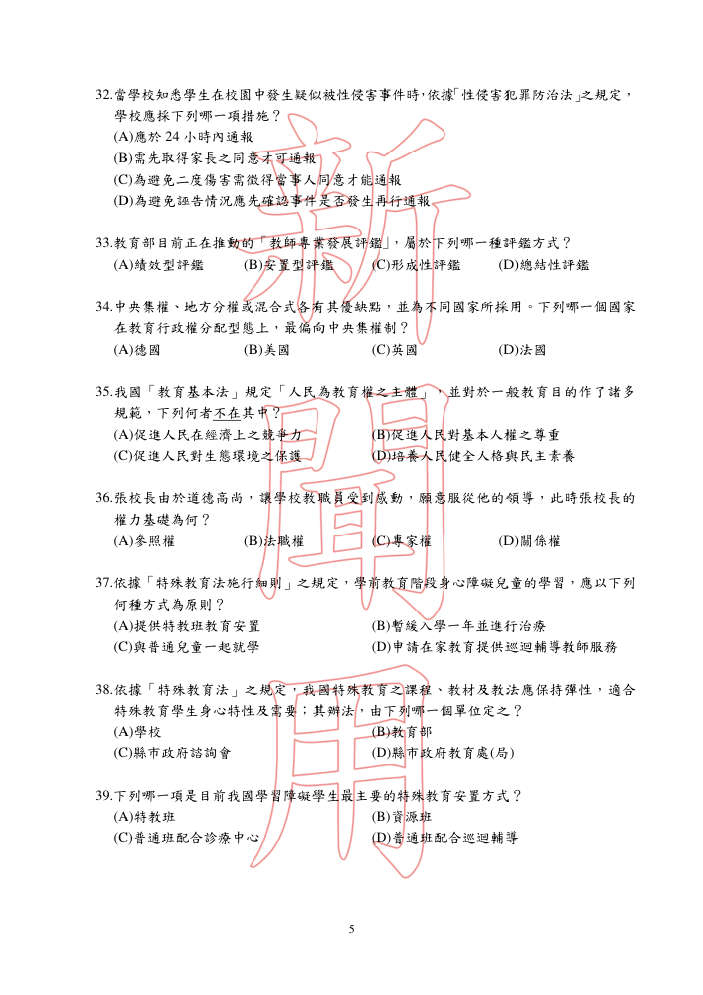 32.當學校知悉學生在校園中發生疑似被性侵害事件時,依據「性侵害犯罪防治法」之規定，
學校應採下列哪一項措施？
(A)應於 24 小時內通報
(B)需先取得家長之同意才可通報
(C)為避免二度傷害需徵得當事人同意才能通報
(D)為避免誣告情況應先確認事件是否發生再行通報
33.教育部目前正在推動的「教師專業發展評鑑」，屬於下列哪一種評鑑方式？
(A)績效型評鑑 (B)安置型評鑑 (C)形成性評鑑 (D)總結性評鑑
34.中央集權、地方分權或混合式各有其優缺點，並為不同國家所採用。下列哪一個國家
在教育行政權分配型態上，最偏向中央集權制？
(A)德國 (B)美國 (C)英國 (D)法國
35.我國「教育基本法」規定「人民為教育權之主體」，並對於一般教育目的作了諸多
規範，下列何者不在其中？
(A)促進人民在經濟上之競爭力 (B)促進人民對基本人權之尊重
(C)促進人民對生態環境之保護 (D)培養人民健全人格與民主素養
36.張校長由於道德高尚，讓學校教職員受到感動，願意服從他的領導，此時張校長的
權力基礎為何？
(A)參照權 (B)法職權 (C)專家權 (D)關係權
37.依據「特殊教育法施行細則」之規定，學前教育階段身心障礙兒童的學習，應以下列
何種方式為原則？
(A)提供特教班教育安置 (B)暫緩入學一年並進行治療
(C)與普通兒童一起就學 (D)申請在家教育提供巡迴輔導教師服務
38.依據「特殊教育法」之規定，我國特殊教育之課程、教材及教法應保持彈性，適合
特殊教育學生身心特性及需要；其辦法，由下列哪一個單位定之？
(A)學校 (B)教育部
(C)縣市政府諮詢會 (D)縣市政府教育處(局)
39.下列哪一項是目前我國學習障礙學生最主要的特殊教育安置方式？
(A)特教班 (B)資源班
(C)普通班配合診療中心 (D)普通班配合巡迴輔導
新聞用
5